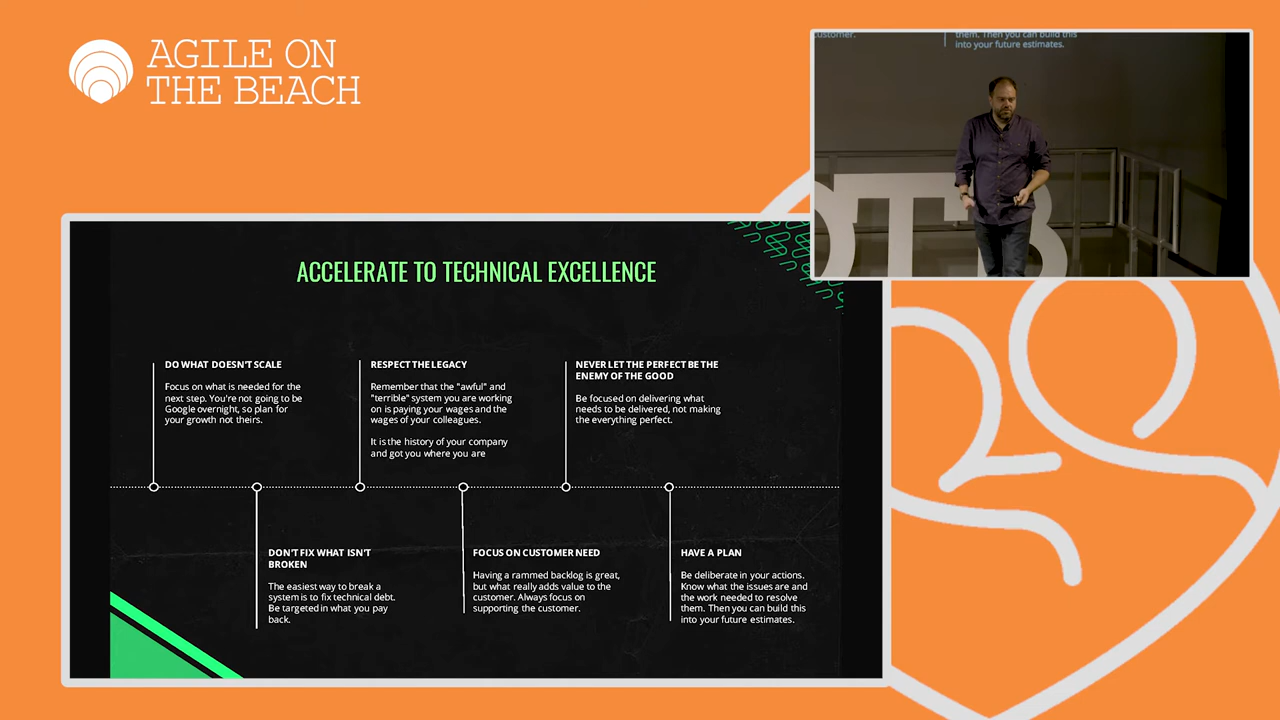 AGILE ON
THE BEACH
customer.
them. Then you can build this
into your future estimates.
OTB
ACCELERATE TO TECHNICAL EXCELLENCE
DO WHAT DOESN'T SCALE
Focus on what is needed for the
next step. You're not going to be
Google overnight, so plan for
your growth not theirs.
RESPECT THE LEGACY
Remember that the "awful" and
"terrible" system you are working
on is paying your wages and the
wages of your colleagues.
It is the history of your company
and got you where you are
NEVER LET THE PERFECT BE THE
ENEMY OF THE GOOD
Be focused on delivering what
needs to be delivered, not making
the everything perfect.
DON'T FIX WHAT ISN'T
BROKEN
The easiest way to break a
system is to fix technical debt.
Be targeted in what you pay
back.
FOCUS ON CUSTOMER NEED
Having a rammed backlog is great,
but what really adds value to the
customer. Always focus on
supporting the customer.
HAVE A PLAN
Be deliberate in your actions.
Know what the issues are and
the work needed to resolve
them. Then you can build this
into your future estimates.